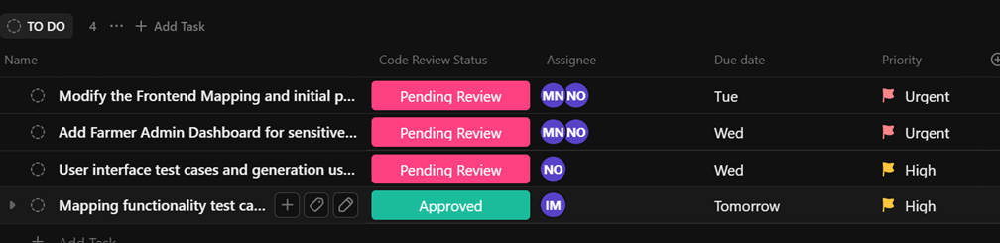 TO DO 4 ... + Add Task
Name Code Review Status Assignee Due date Priority
Modify the Frontend Mapping and initial p... Pending Review MN NO Tue Urgent
Add Farmer Admin Dashboard for sensitive... Pending Review MN NO Wed Urgent
User interface test cases and generation us... Pending Review NO Wed High
Mapping functionality test ca... Approved IM Tomorrow High
+ Add Task